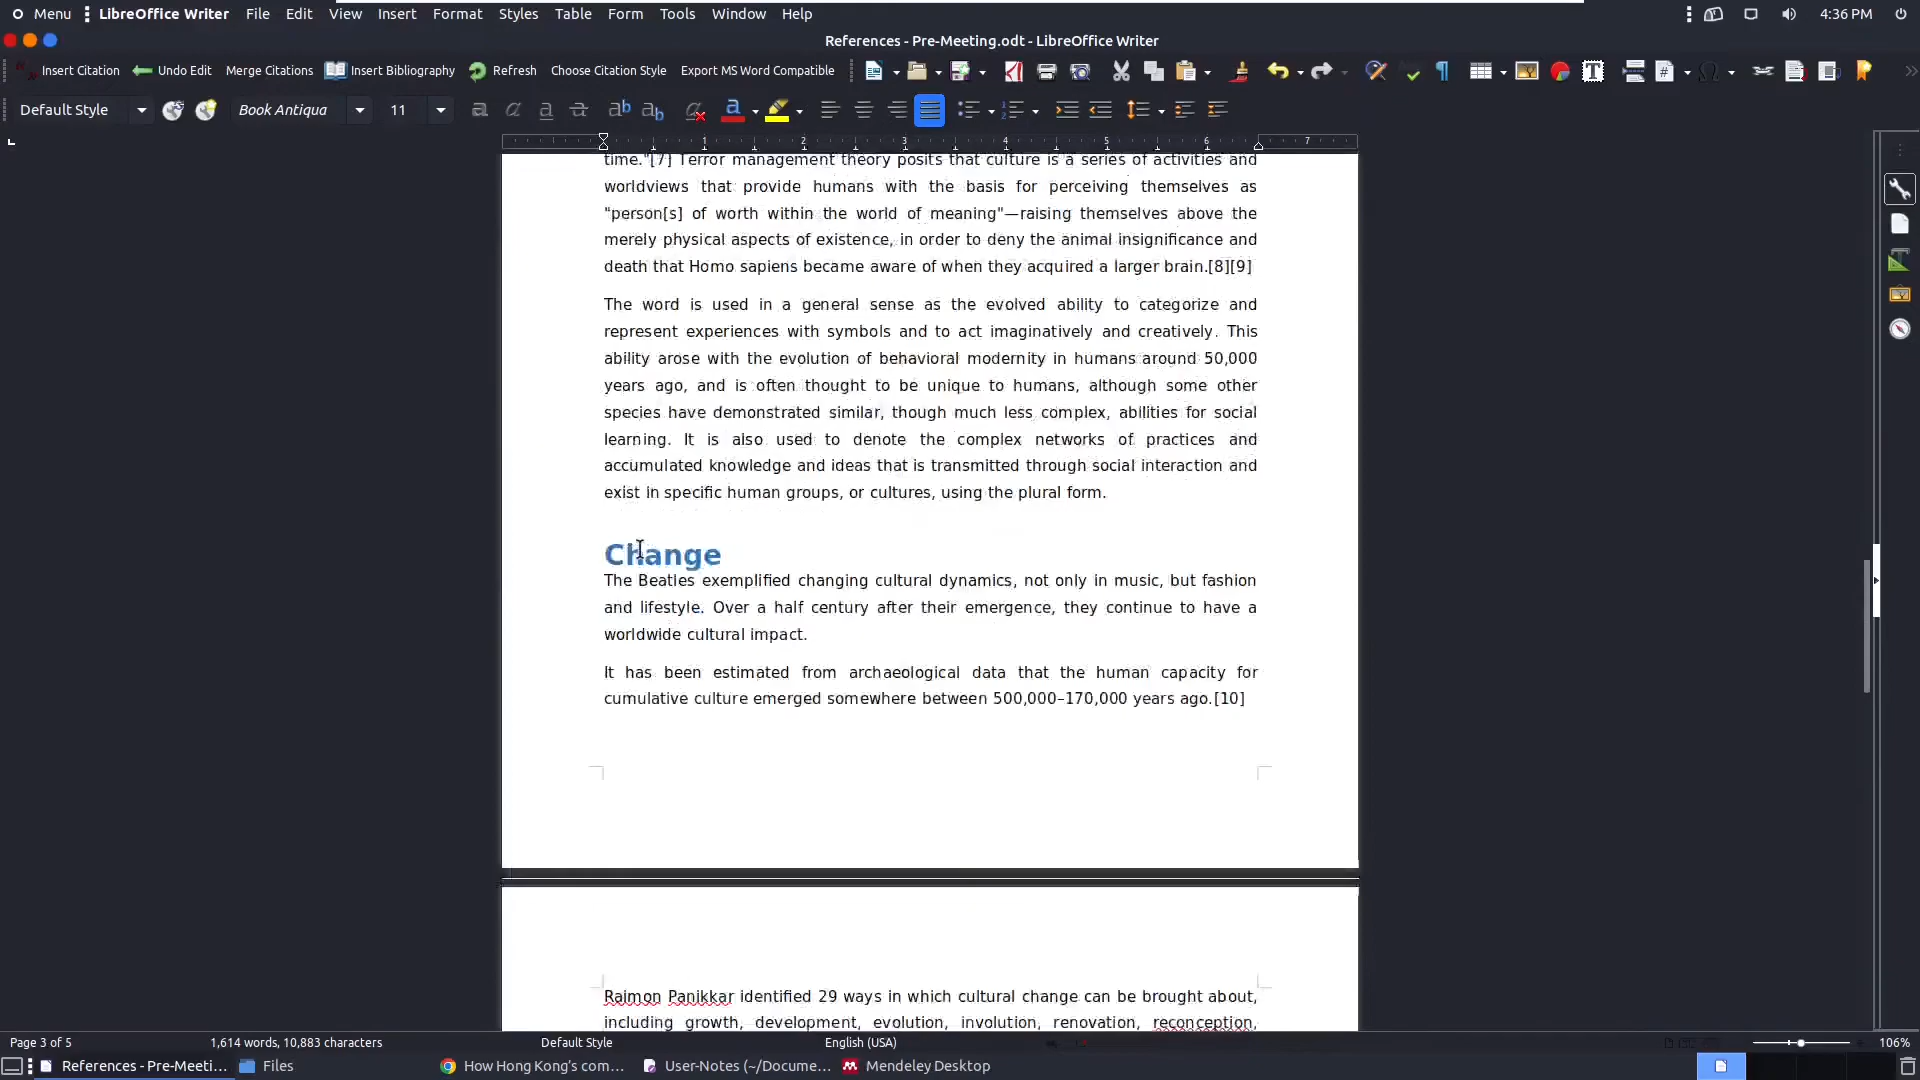 Menu LibreOffice Writer File Edit View Insert Format Styles Table Form Tools Window Help 4:36 PM
References - Pre-Meeting.odt - LibreOffice Writer
Insert Citation Undo Edit Merge Citations Insert Bibliography Refresh Choose Citation Style Export MS Word Compatible
Default Style Book Antiqua 11
1 2 3 4 5 6 7
time."[7] Terror management theory posits that culture is a series of activities and
worldviews that provide humans with the basis for perceiving themselves as
"person[s] of worth within the world of meaning"—raising themselves above the
merely physical aspects of existence, in order to deny the animal insignificance and
death that Homo sapiens became aware of when they acquired a larger brain.[8][9]
The word is used in a general sense as the evolved ability to categorize and
represent experiences with symbols and to act imaginatively and creatively. This
ability arose with the evolution of behavioral modernity in humans around 50,000
years ago, and is often thought to be unique to humans, although some other
species have demonstrated similar, though much less complex, abilities for social
learning. It is also used to denote the complex networks of practices and
accumulated knowledge and ideas that is transmitted through social interaction and
exist in specific human groups, or cultures, using the plural form.
Change
The Beatles exemplified changing cultural dynamics, not only in music, but fashion
and lifestyle. Over a half century after their emergence, they continue to have a
worldwide cultural impact.
It has been estimated from archaeological data that the human capacity for
cumulative culture emerged somewhere between 500,000–170,000 years ago.[10]
Raimon Panikkar identified 29 ways in which cultural change can be brought about,
including growth, development, evolution, involution, renovation, reconception,
Page 3 of 5 1,614 words, 10,883 characters Default Style English (USA) 106%
References - Pre-Meeti... Files How Hong Kong's com... User-Notes (~/Docume... Mendeley Desktop